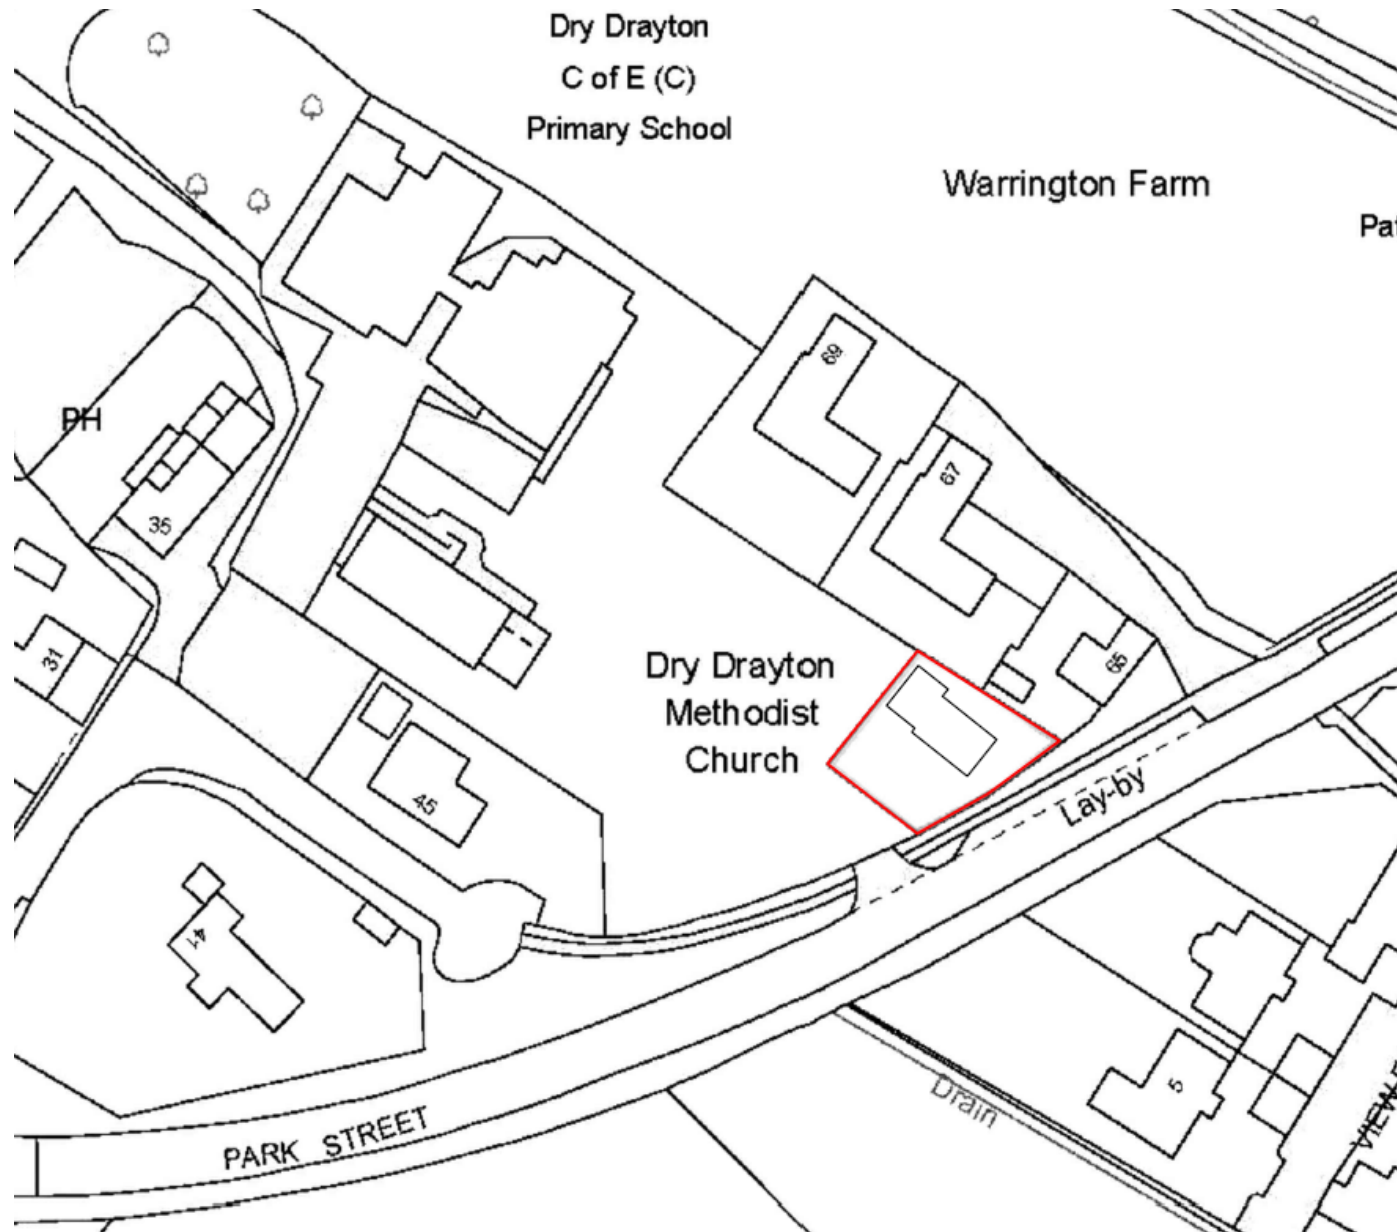 Dry Drayton
C of E (C)
Primary School
Warrington Farm
69
PH
67
35
31
65
Dry Drayton
Methodist
Church
Lay-by
45
41
5
Drain
PARK STREET
VIEW